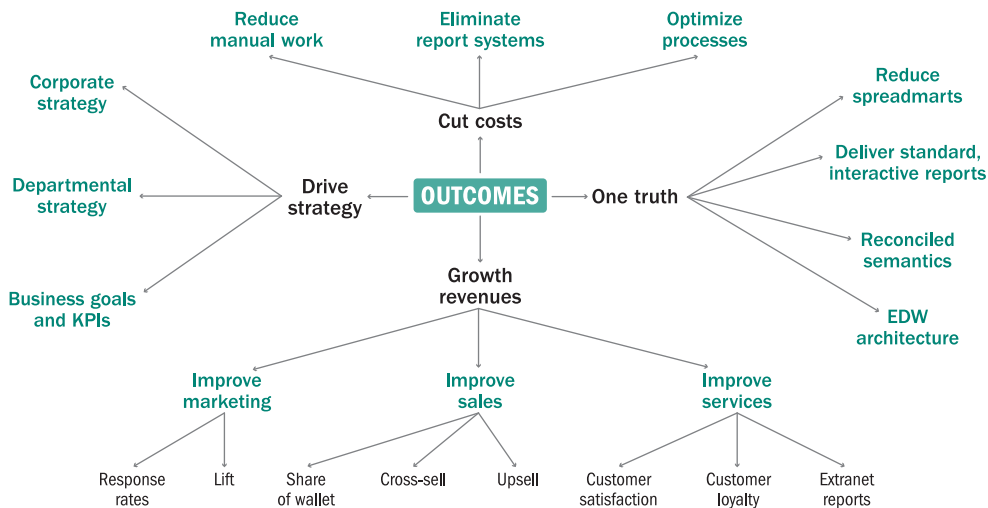 Reduce
manual work
Eliminate
report systems
Optimize
processes
Corporate
strategy
Cut costs
Reduce
spreadmarts
Departmental
strategy
Drive
strategy
OUTCOMES
One truth
Deliver standard,
interactive reports
Reconciled
semantics
Business goals
and KPIs
Growth
revenues
EDW
architecture
Improve
marketing
Improve
sales
Improve
services
Response
rates
Lift
Share
of wallet
Cross-sell
Upsell
Customer
satisfaction
Customer
loyalty
Extranet
reports